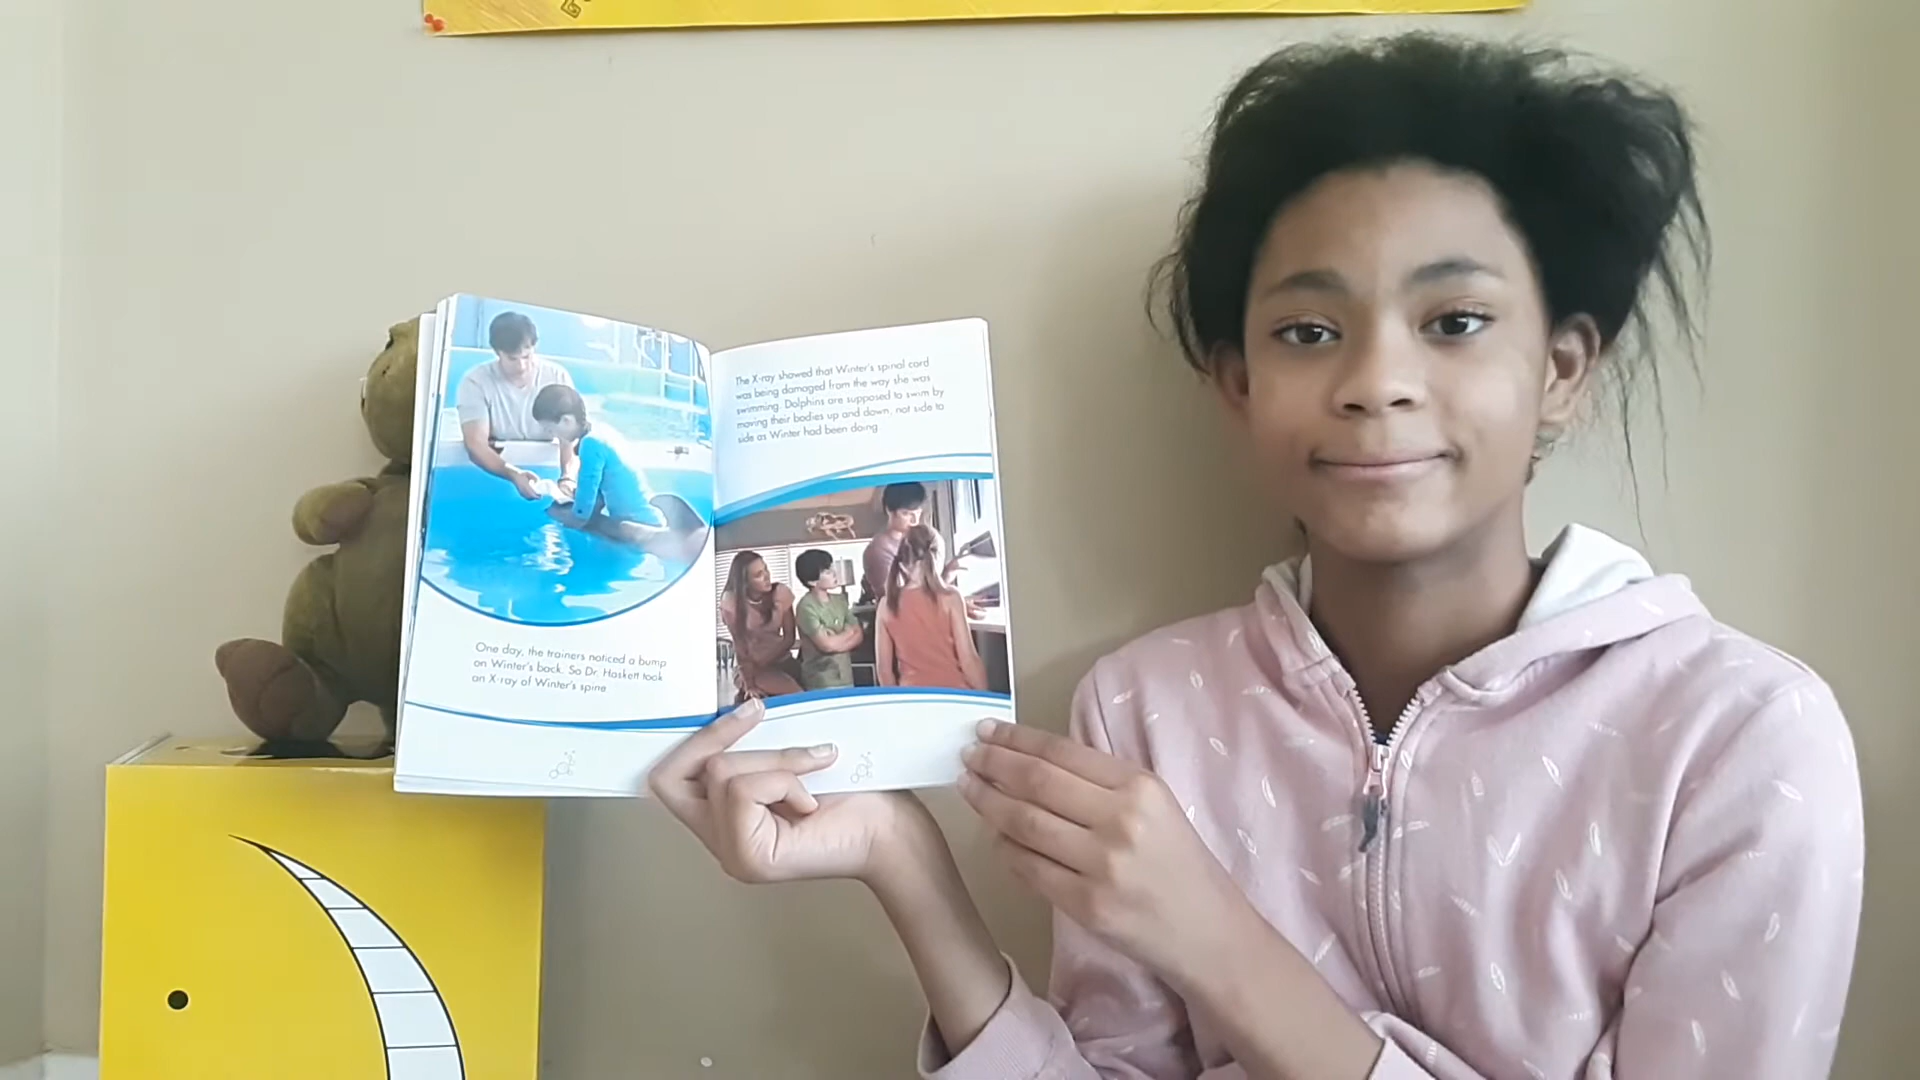 One day, the trainers noticed a bump
on Winter's back. So Dr. Haskett took
an X-ray of Winter's spine.
The X-ray showed that Winter's spinal cord
was being damaged from the way she was
swimming. Dolphins are supposed to swim by
moving their bodies up and down, not side to
side as Winter had been doing.